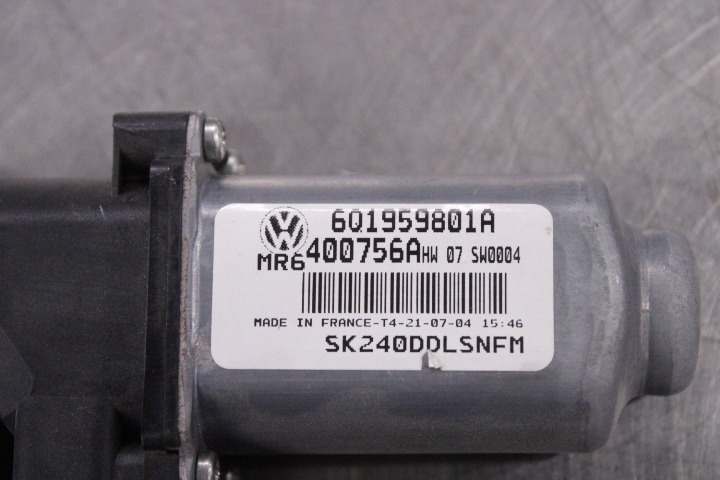 6Q1959801A
400756A HW 07 SW0004
MR6
MADE IN FRANCE-T4-21-07-04 15:46
SK240DDLSNFM